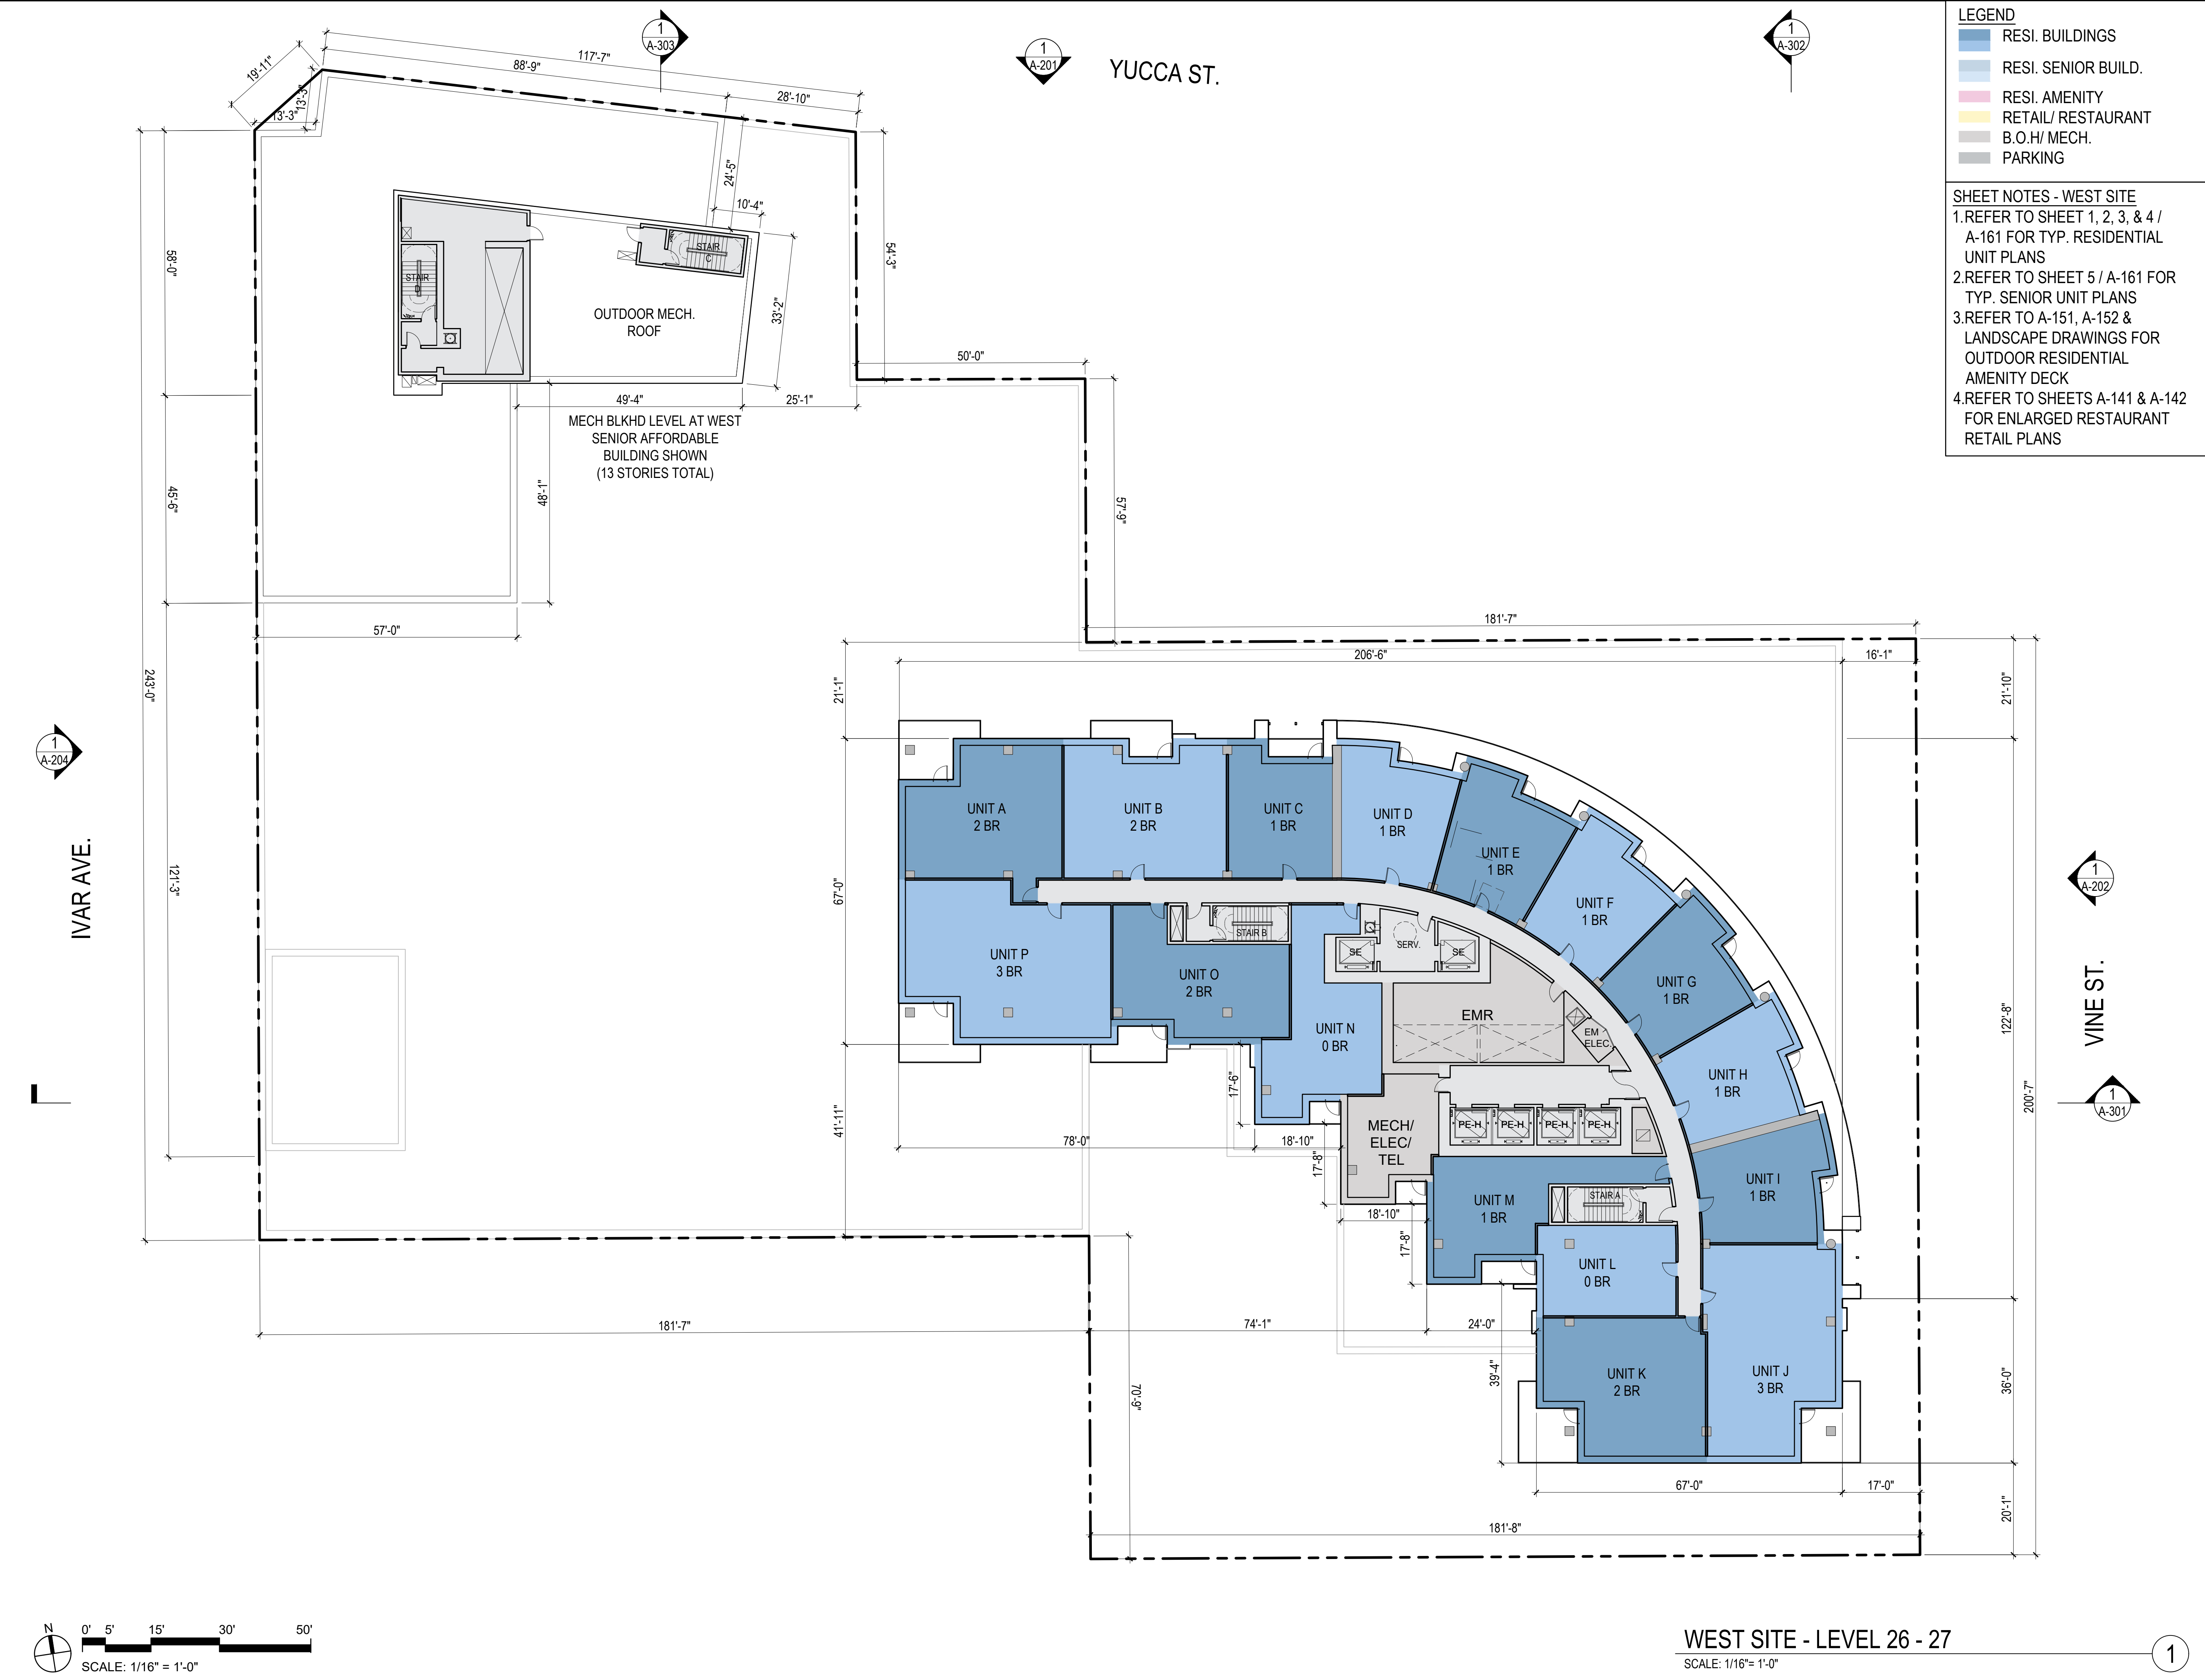 LEGEND
RESI. BUILDINGS
RESI. SENIOR BUILD.
RESI. AMENITY
RETAIL/ RESTAURANT
B.O.H/ MECH.
PARKING
SHEET NOTES - WEST SITE
1.REFER TO SHEET 1, 2, 3, & 4 /
A-161 FOR TYP. RESIDENTIAL
UNIT PLANS
2.REFER TO SHEET 5 / A-161 FOR
TYP. SENIOR UNIT PLANS
3.REFER TO A-151, A-152 &
LANDSCAPE DRAWINGS FOR
OUTDOOR RESIDENTIAL
AMENITY DECK
4.REFER TO SHEETS A-141 & A-142
FOR ENLARGED RESTAURANT
RETAIL PLANS
1
A-303
1
A-201
YUCCA ST.
1
A-302
19'-11"
117'-7"
88'-9"
28'-10"
13'-3"
13'-3"
24'-5"
10'-4"
58'-0"
54'-3"
STAIR
D
STAIR
C
OUTDOOR MECH.
ROOF
33'-2"
50'-0"
49'-4"
25'-1"
MECH BLKHD LEVEL AT WEST
SENIOR AFFORDABLE
BUILDING SHOWN
(13 STORIES TOTAL)
45'-6"
48'-1"
57'-9"
57'-0"
181'-7"
206'-6"
16'-1"
243'-0"
21'-1"
21'-10"
1
A-204
IVAR AVE.
121'-3"
67'-0"
UNIT A
2 BR
UNIT B
2 BR
UNIT C
1 BR
UNIT D
1 BR
UNIT E
1 BR
UNIT F
1 BR
UNIT G
1 BR
UNIT H
1 BR
UNIT I
1 BR
UNIT P
3 BR
UNIT O
2 BR
STAIR B
UNIT N
0 BR
SE
SERV.
SE
EMR
EM
ELEC
MECH/
ELEC/
TEL
PE-H
PE-H
PE-H
PE-H
UNIT M
1 BR
STAIR A
UNIT L
0 BR
UNIT K
2 BR
UNIT J
3 BR
1
A-202
VINE ST.
1
A-301
122'-8"
200'-7"
41'-11"
17'-6"
78'-0"
18'-10"
17'-8"
18'-10"
17'-8"
181'-7"
74'-1"
24'-0"
39'-4"
36'-0"
70'-9"
67'-0"
17'-0"
20'-1"
181'-8"
N
0' 5' 15' 30' 50'
SCALE: 1/16" = 1'-0"
WEST SITE - LEVEL 26 - 27
SCALE: 1/16"= 1'-0"
1